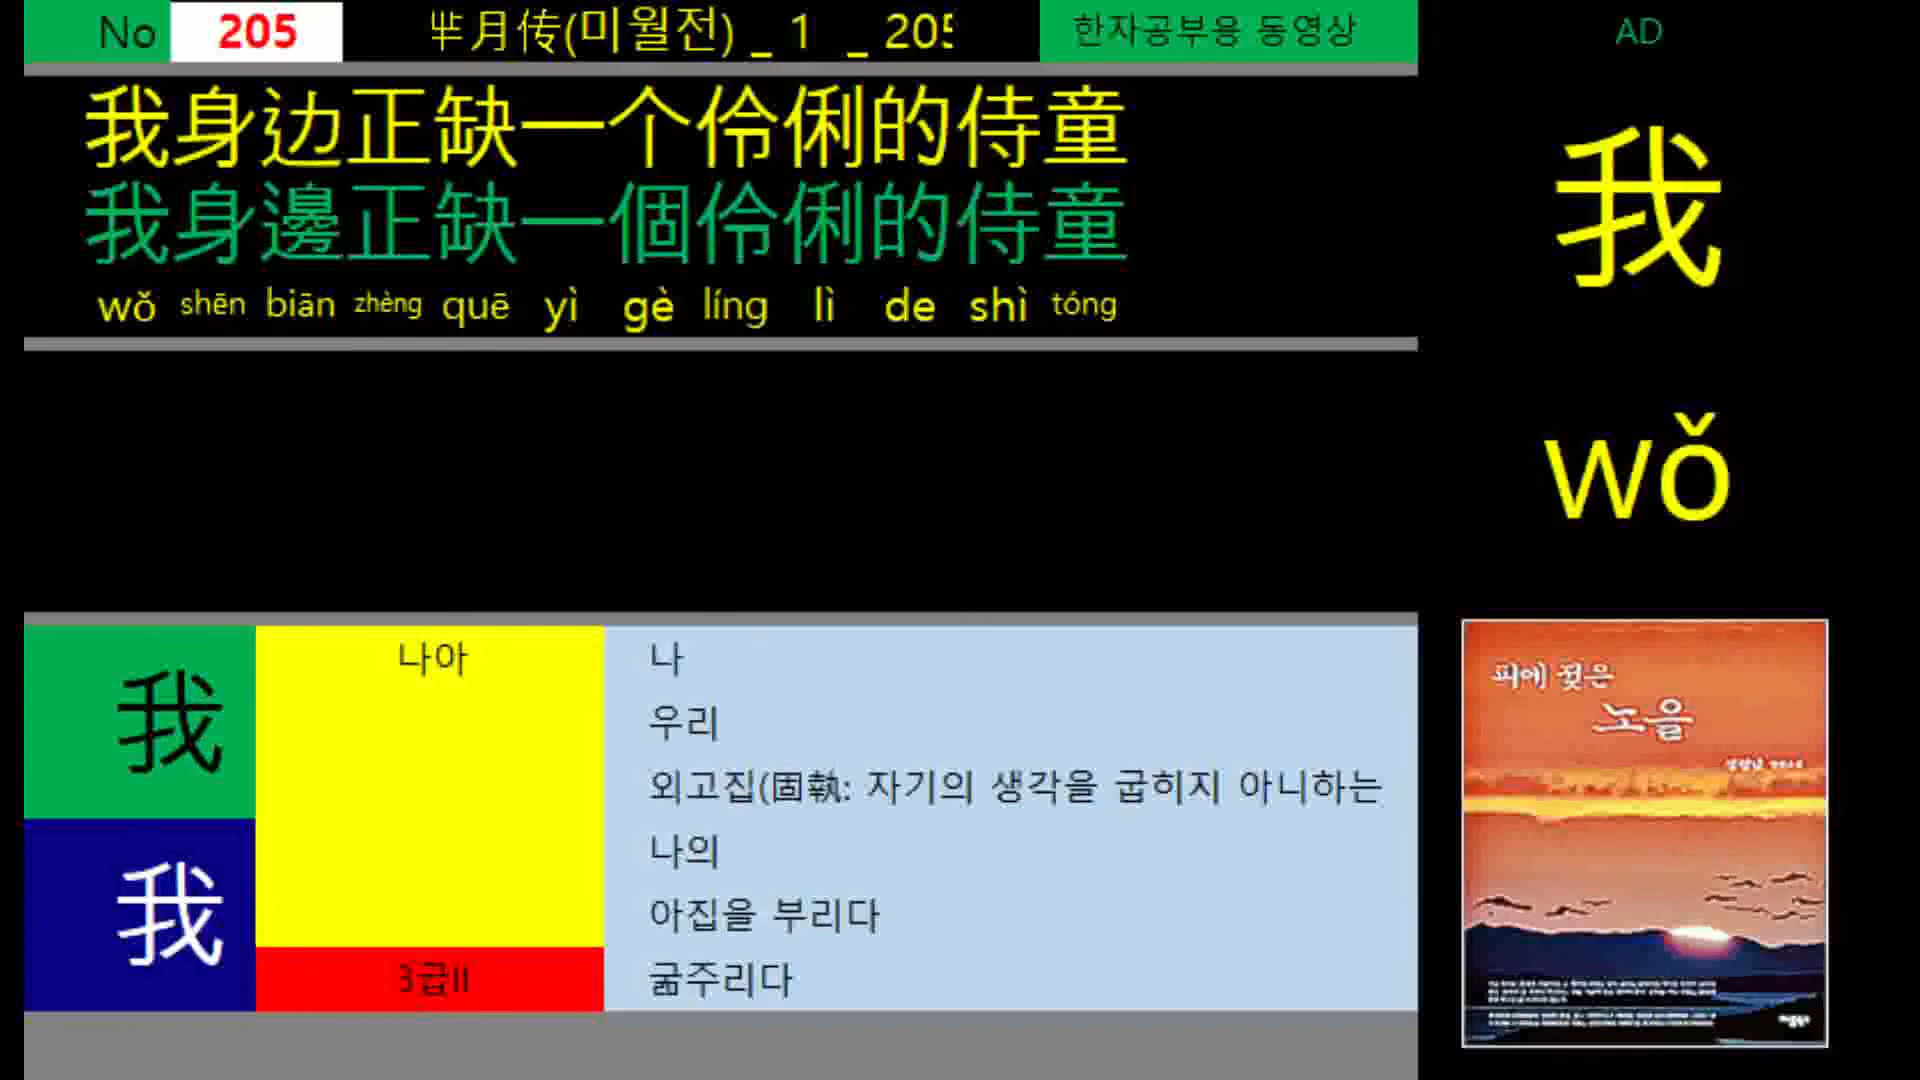 No 205 芈月传(미월전) _ 1 _ 205 한자공부용 동영상 AD
我身边正缺一个伶俐的侍童
我身邊正缺一個伶俐的侍童
wǒ shēn biān zhèng quē yì gè líng lì de shì tóng
我
wǒ
我
我
나아
3급II
나
우리
외고집(固執: 자기의 생각을 굽히지 아니하는
나의
아집을 부리다
굶주리다
피에 젖은
노을